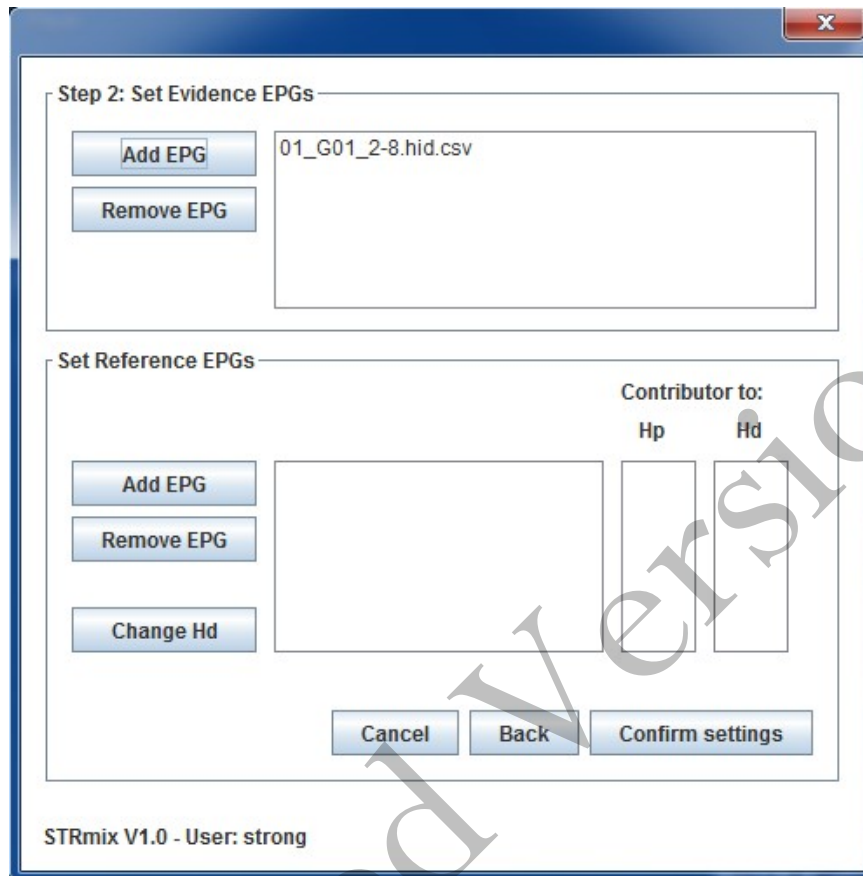 Step 2: Set Evidence EPGs
Add EPG
01_G01_2-8.hid.csv
Remove EPG
Set Reference EPGs
Contributor to:
Hp Hd
Add EPG
Remove EPG
Change Hd
Cancel Back Confirm settings
STRmix V1.0 - User: strong